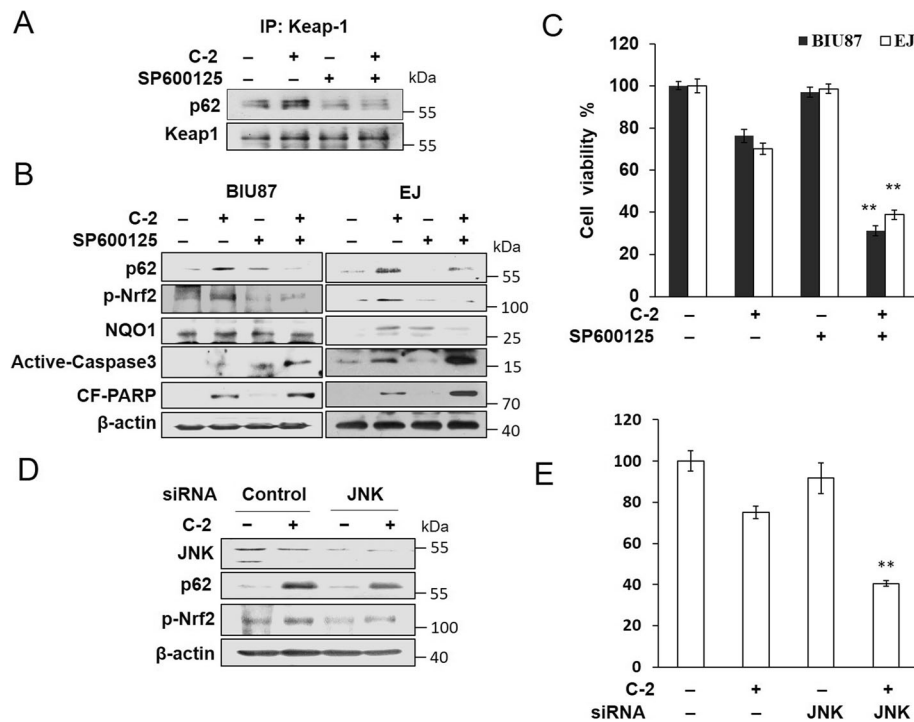 A
IP: Keap-1
C-2 – + – +
SP600125 – – + + kDa
p62 55
Keap1 55
B
BIU87 EJ
C-2 – + – + – + – +
SP600125 – – + + – – + + kDa
p62 55
p-Nrf2 100
NQO1 25
Active-Caspase3 15
CF-PARP 70
β-actin 40
C
BIU87 EJ
Cell viability %
120
100
80
60
40
20
0
** **
C-2 – + – +
SP600125 – – + +
D
siRNA Control JNK
C-2 – + – + kDa
JNK 55
p62 55
p-Nrf2 100
β-actin 40
E
120
100
80
60
40
20
0
**
C-2 – + – +
siRNA – – JNK JNK